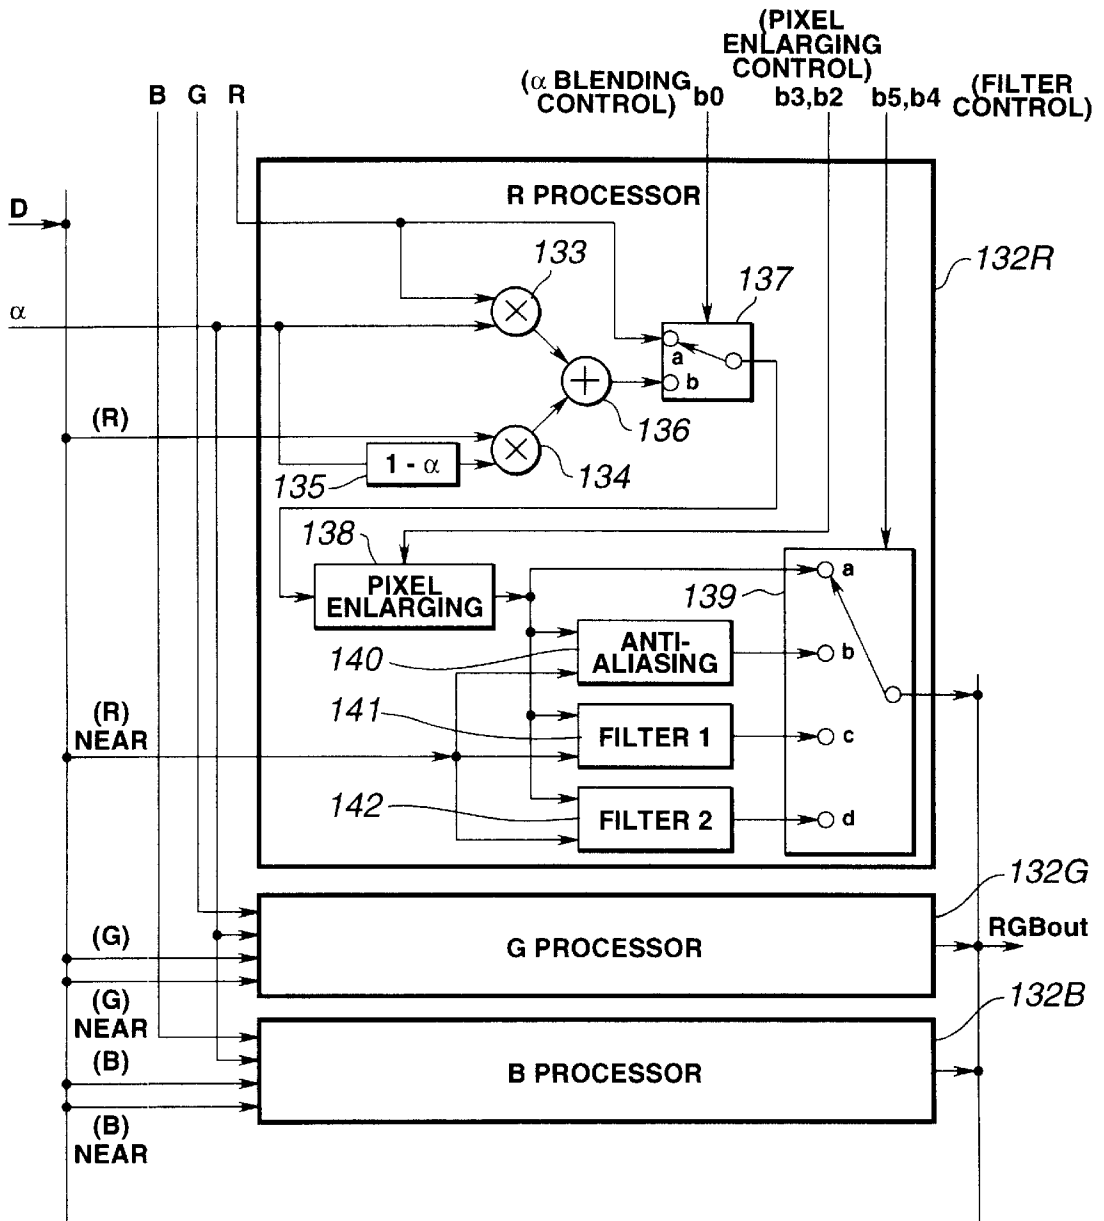 (PIXEL
ENLARGING
CONTROL)
(α BLENDING
CONTROL)
b0
b3,b2
b5,b4
(FILTER
CONTROL)
B
G
R
R PROCESSOR
D
133
137
132R
α
a
b
136
(R)
1 - α
135
134
138
PIXEL
ENLARGING
139
a
140
ANTI-
ALIASING
b
(R)
NEAR
141
FILTER 1
c
142
FILTER 2
d
132G
(G)
G PROCESSOR
RGBout
(G)
NEAR
132B
(B)
B PROCESSOR
(B)
NEAR